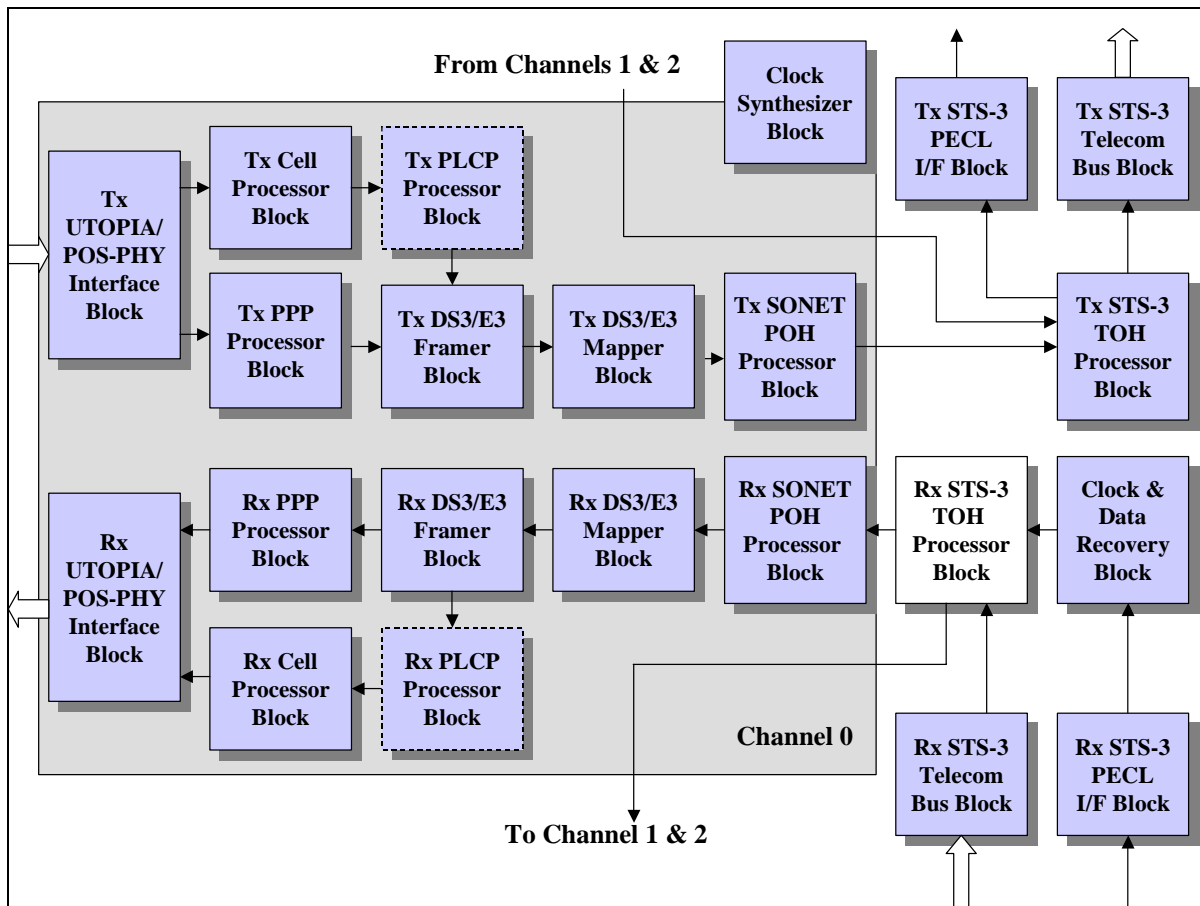 From Channels 1 & 2
Clock
Synthesizer
Block
Tx STS-3
PECL
I/F Block
Tx STS-3
Telecom
Bus Block
Tx
UTOPIA/
POS-PHY
Interface
Block
Tx Cell
Processor
Block
Tx PLCP
Processor
Block
Tx PPP
Processor
Block
Tx DS3/E3
Framer
Block
Tx DS3/E3
Mapper
Block
Tx SONET
POH
Processor
Block
Tx STS-3
TOH
Processor
Block
Rx
UTOPIA/
POS-PHY
Interface
Block
Rx PPP
Processor
Block
Rx DS3/E3
Framer
Block
Rx DS3/E3
Mapper
Block
Rx SONET
POH
Processor
Block
Rx STS-3
TOH
Processor
Block
Clock &
Data
Recovery
Block
Rx Cell
Processor
Block
Rx PLCP
Processor
Block
Channel 0
Rx STS-3
Telecom
Bus Block
Rx STS-3
PECL
I/F Block
To Channel 1 & 2